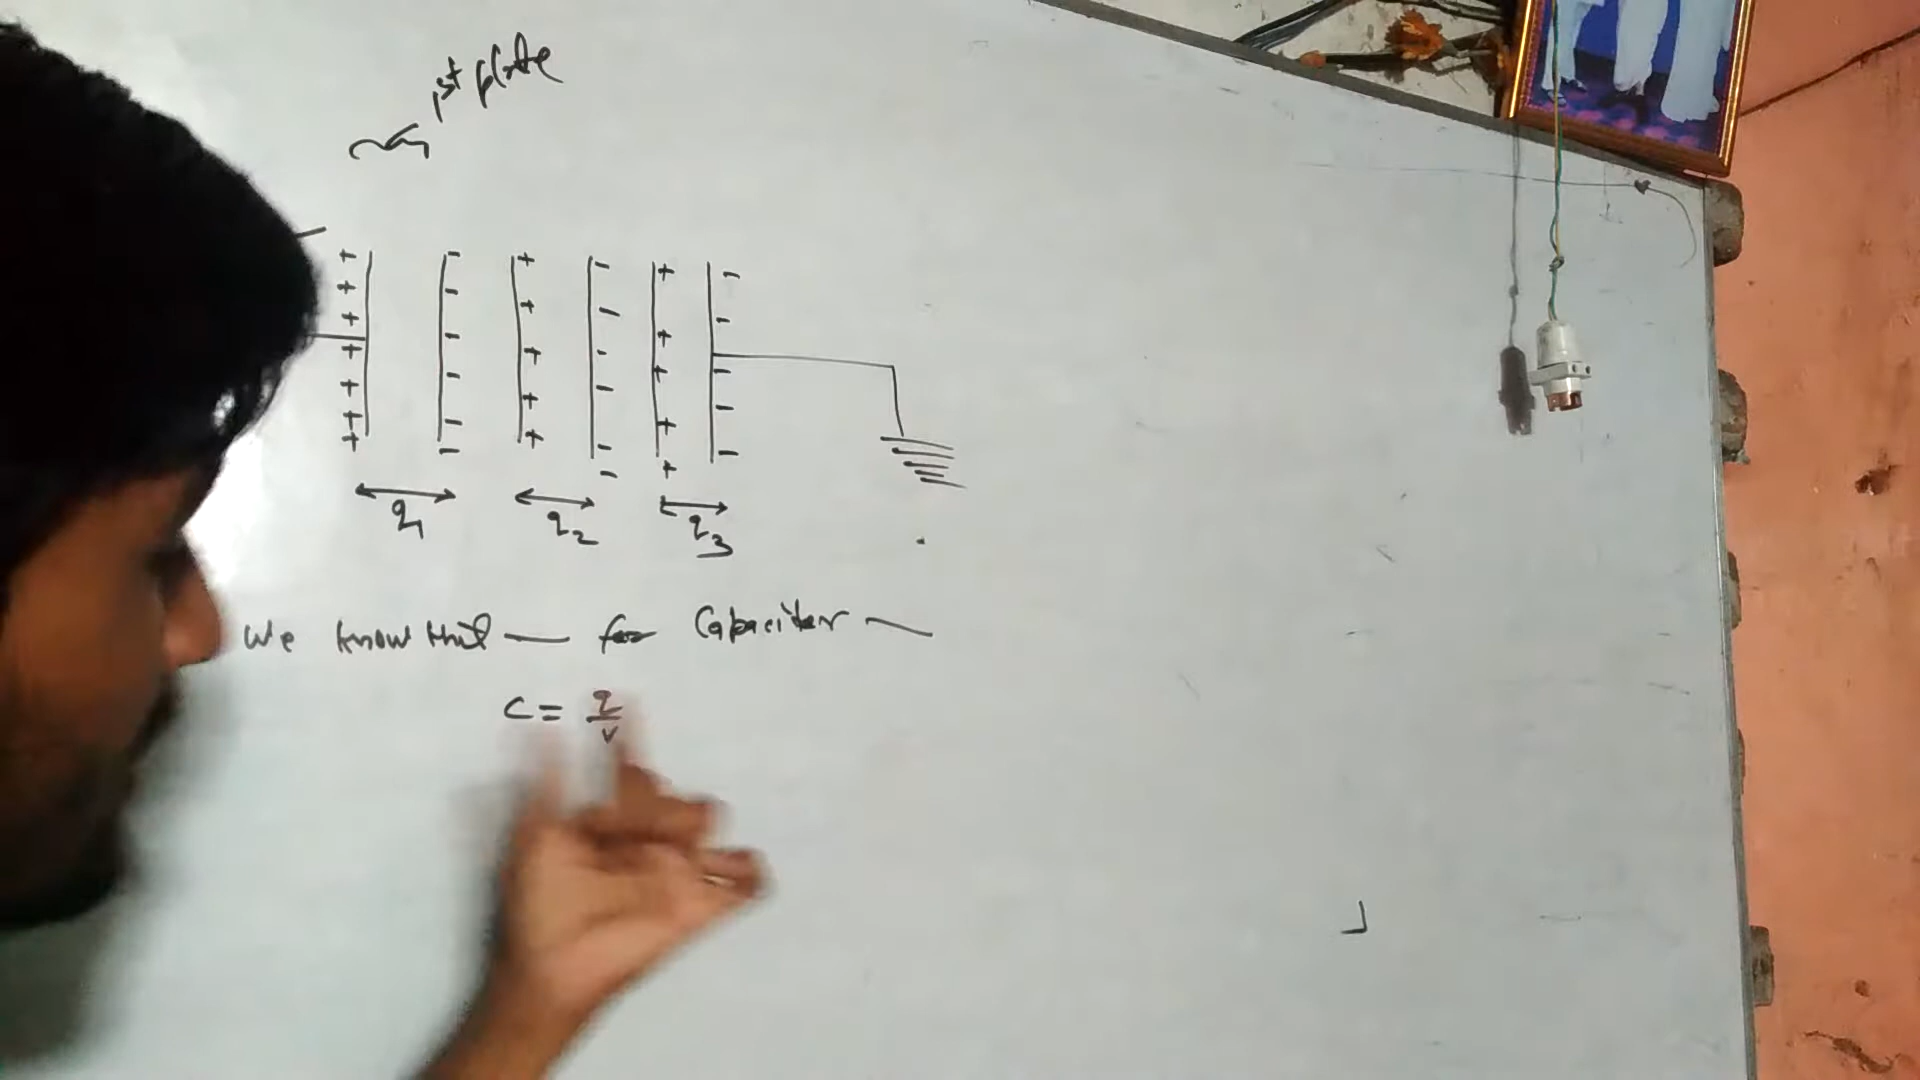 1st plate
+ - + - + -
+ - + - + -
+ - + - + -
+ - + - + -
+ - + - + -
+ -
+ - - +
q1 q2 q3
We know that — for Capacitor —
C = q/v